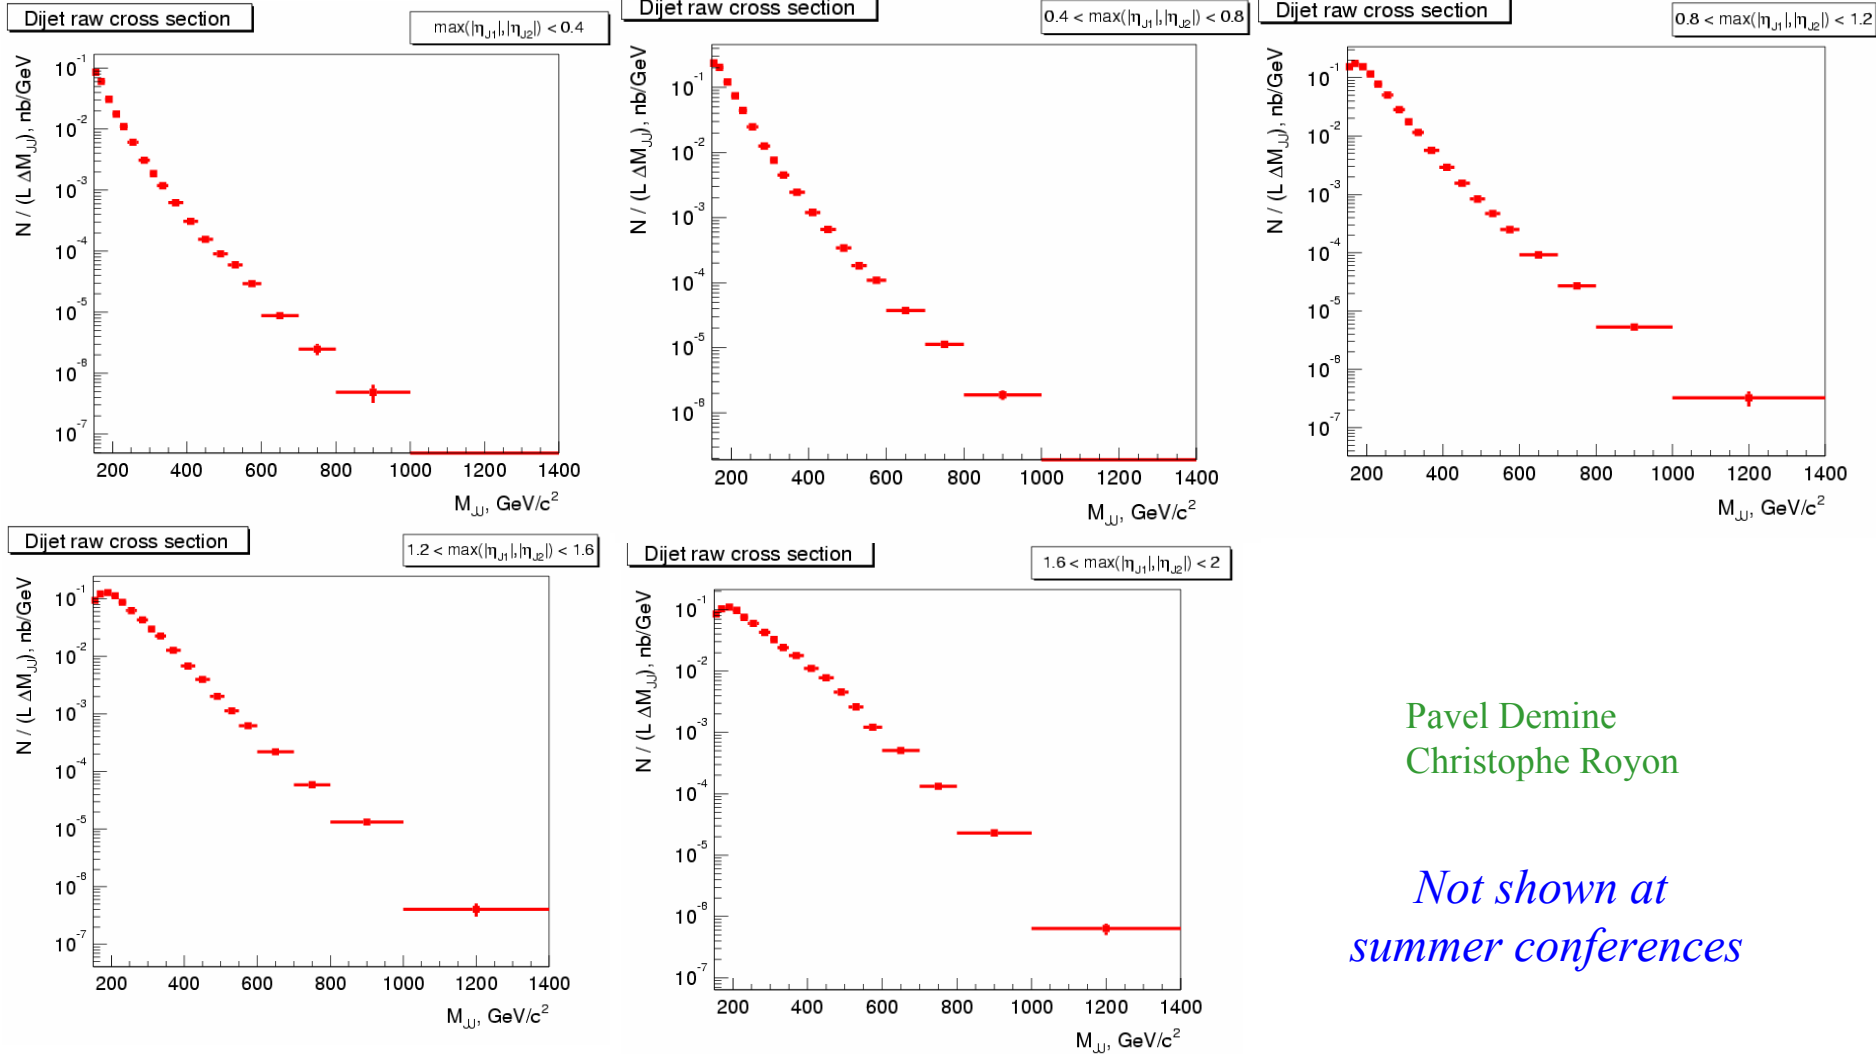 Dijet raw cross section
max(|η_J1|,|η_J2|) < 0.4
N / (L ΔM_JJ), nb/GeV
10^-1
10^-2
10^-3
10^-4
10^-5
10^-6
10^-7
200 400 600 800 1000 1200 1400
M_JJ, GeV/c^2
Dijet raw cross section
0.4 < max(|η_J1|,|η_J2|) < 0.8
N / (L ΔM_JJ), nb/GeV
10^-1
10^-2
10^-3
10^-4
10^-5
10^-6
200 400 600 800 1000 1200 1400
M_JJ, GeV/c^2
Dijet raw cross section
0.8 < max(|η_J1|,|η_J2|) < 1.2
N / (L ΔM_JJ), nb/GeV
10^-1
10^-2
10^-3
10^-4
10^-5
10^-6
10^-7
200 400 600 800 1000 1200 1400
M_JJ, GeV/c^2
Dijet raw cross section
1.2 < max(|η_J1|,|η_J2|) < 1.6
N / (L ΔM_JJ), nb/GeV
10^-1
10^-2
10^-3
10^-4
10^-5
10^-6
10^-7
200 400 600 800 1000 1200 1400
M_JJ, GeV/c^2
Dijet raw cross section
1.6 < max(|η_J1|,|η_J2|) < 2
N / (L ΔM_JJ), nb/GeV
10^-1
10^-2
10^-3
10^-4
10^-5
10^-6
10^-7
200 400 600 800 1000 1200 1400
M_JJ, GeV/c^2
Pavel Demine
Christophe Royon
Not shown at
summer conferences